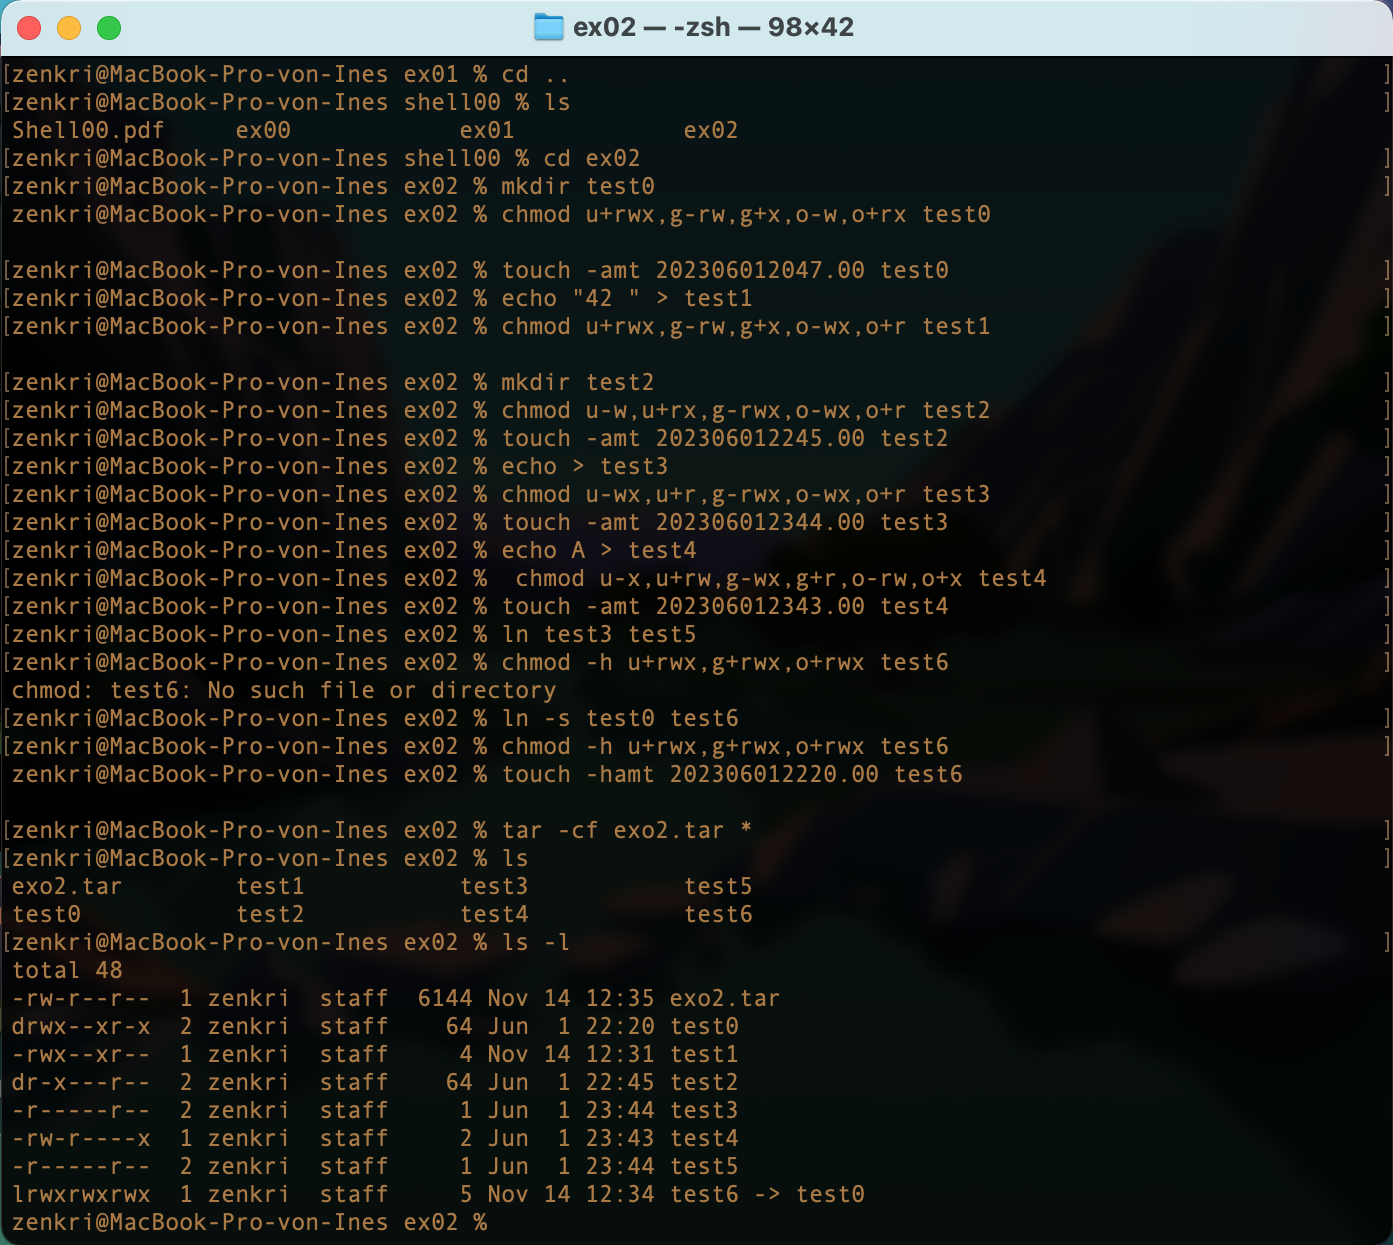 ex02 — -zsh — 98×42
[zenkri@MacBook-Pro-von-Ines ex01 % cd ..                                                         ]
[zenkri@MacBook-Pro-von-Ines shell00 % ls                                                         ]
Shell00.pdf     ex00            ex01            ex02
[zenkri@MacBook-Pro-von-Ines shell00 % cd ex02                                                    ]
[zenkri@MacBook-Pro-von-Ines ex02 % mkdir test0                                                   ]
zenkri@MacBook-Pro-von-Ines ex02 % chmod u+rwx,g-rw,g+x,o-w,o+rx test0
[zenkri@MacBook-Pro-von-Ines ex02 % touch -amt 202306012047.00 test0                              ]
[zenkri@MacBook-Pro-von-Ines ex02 % echo "42 " > test1                                            ]
[zenkri@MacBook-Pro-von-Ines ex02 % chmod u+rwx,g-rw,g+x,o-wx,o+r test1                           ]
[zenkri@MacBook-Pro-von-Ines ex02 % mkdir test2                                                   ]
[zenkri@MacBook-Pro-von-Ines ex02 % chmod u-w,u+rx,g-rwx,o-wx,o+r test2                           ]
[zenkri@MacBook-Pro-von-Ines ex02 % touch -amt 202306012245.00 test2                              ]
[zenkri@MacBook-Pro-von-Ines ex02 % echo > test3                                                  ]
[zenkri@MacBook-Pro-von-Ines ex02 % chmod u-wx,u+r,g-rwx,o-wx,o+r test3                           ]
[zenkri@MacBook-Pro-von-Ines ex02 % touch -amt 202306012344.00 test3                              ]
[zenkri@MacBook-Pro-von-Ines ex02 % echo A > test4                                                ]
[zenkri@MacBook-Pro-von-Ines ex02 %  chmod u-x,u+rw,g-wx,g+r,o-rw,o+x test4                       ]
[zenkri@MacBook-Pro-von-Ines ex02 % touch -amt 202306012343.00 test4                              ]
[zenkri@MacBook-Pro-von-Ines ex02 % ln test3 test5                                                ]
[zenkri@MacBook-Pro-von-Ines ex02 % chmod -h u+rwx,g+rwx,o+rwx test6                              ]
chmod: test6: No such file or directory
[zenkri@MacBook-Pro-von-Ines ex02 % ln -s test0 test6                                             ]
[zenkri@MacBook-Pro-von-Ines ex02 % chmod -h u+rwx,g+rwx,o+rwx test6                              ]
zenkri@MacBook-Pro-von-Ines ex02 % touch -hamt 202306012220.00 test6
[zenkri@MacBook-Pro-von-Ines ex02 % tar -cf exo2.tar *                                            ]
[zenkri@MacBook-Pro-von-Ines ex02 % ls                                                            ]
exo2.tar        test1           test3           test5
test0           test2           test4           test6
[zenkri@MacBook-Pro-von-Ines ex02 % ls -l                                                         ]
total 48
-rw-r--r--  1 zenkri  staff  6144 Nov 14 12:35 exo2.tar
drwx--xr-x  2 zenkri  staff    64 Jun  1 22:20 test0
-rwx--xr--  1 zenkri  staff     4 Nov 14 12:31 test1
dr-x---r--  2 zenkri  staff    64 Jun  1 22:45 test2
-r-----r--  2 zenkri  staff     1 Jun  1 23:44 test3
-rw-r----x  1 zenkri  staff     2 Jun  1 23:43 test4
-r-----r--  2 zenkri  staff     1 Jun  1 23:44 test5
lrwxrwxrwx  1 zenkri  staff     5 Nov 14 12:34 test6 -> test0
zenkri@MacBook-Pro-von-Ines ex02 %